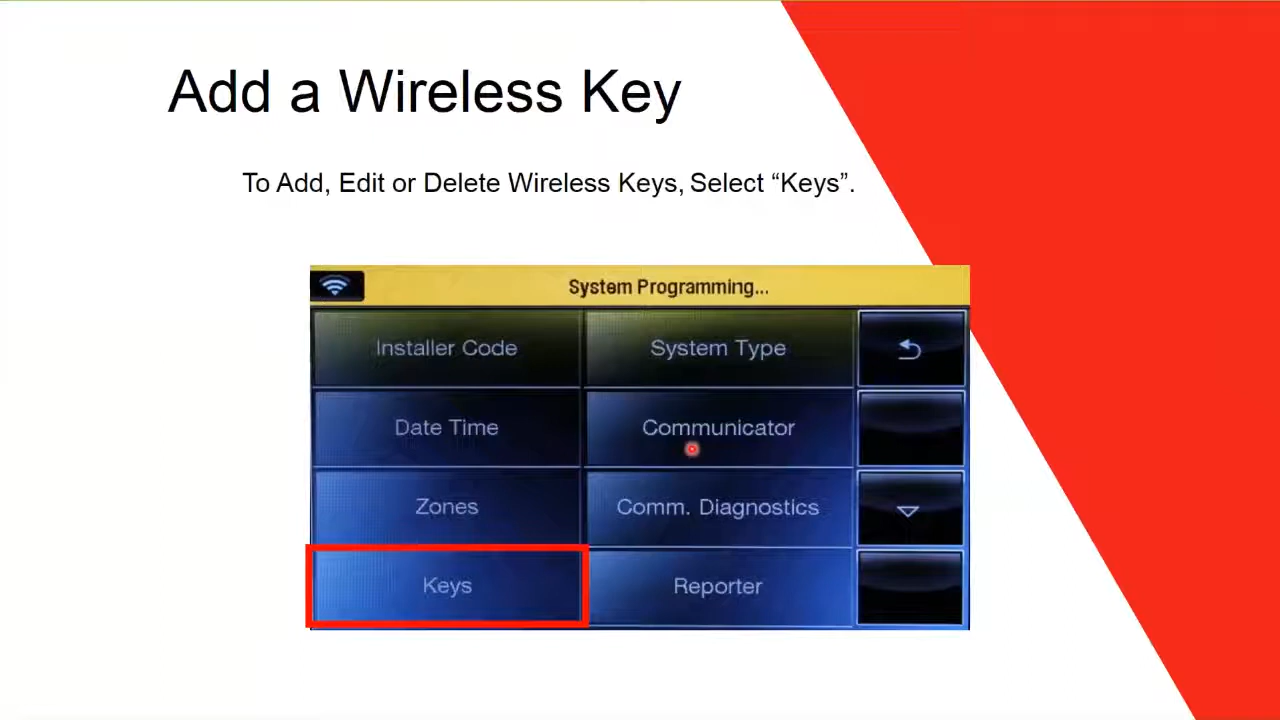 Add a Wireless Key
To Add, Edit or Delete Wireless Keys, Select “Keys”.
System Programming...
Installer Code
System Type
Date Time
Communicator
Zones
Comm. Diagnostics
Keys
Reporter